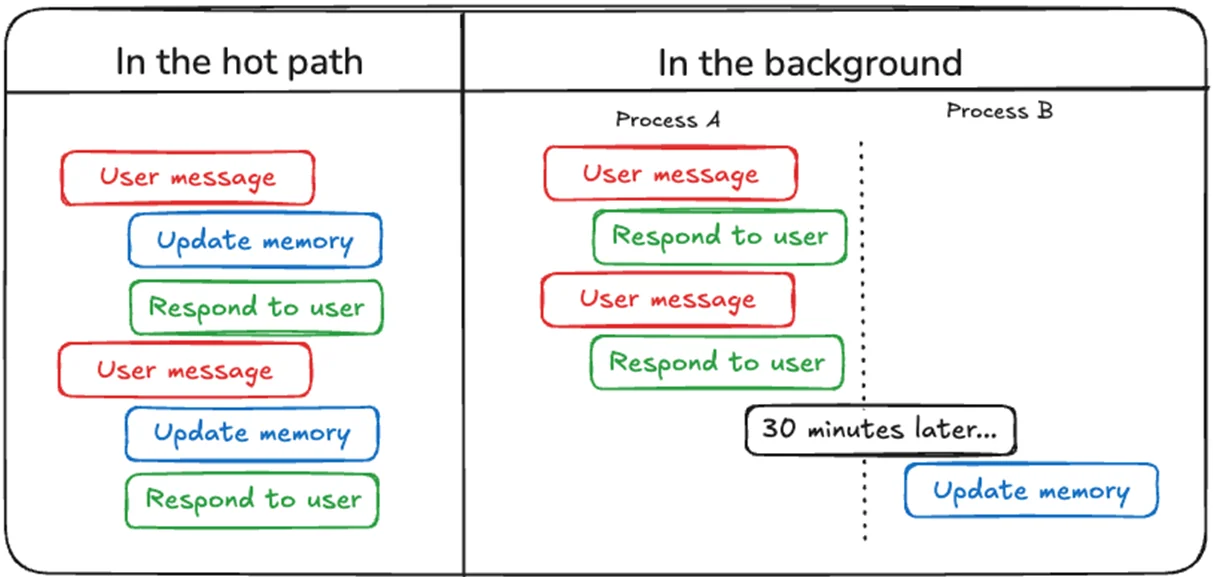 In the hot path
User message
Update memory
Respond to user
User message
Update memory
Respond to user
In the background
Process A
Process B
User message
Respond to user
User message
Respond to user
30 minutes later...
Update memory